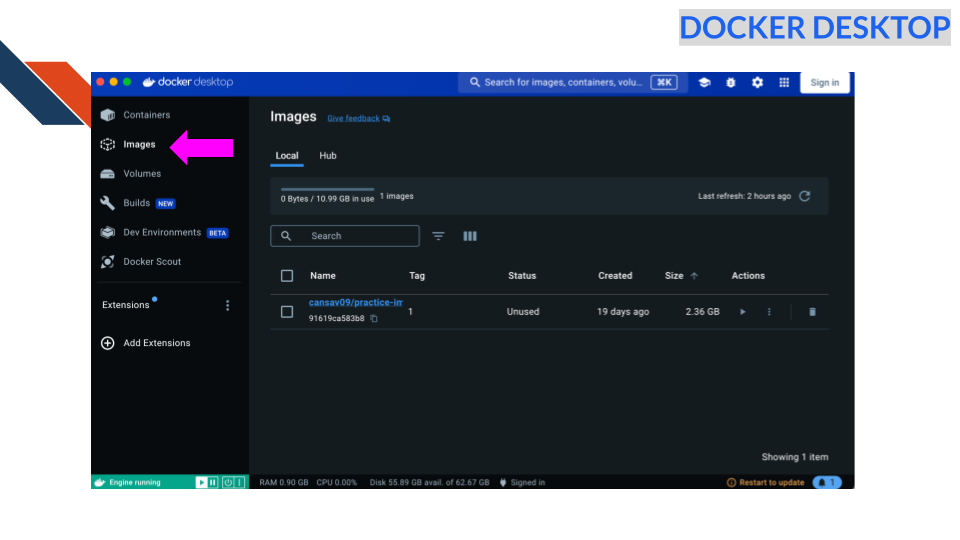 DOCKER DESKTOP
docker desktop
Search for images, containers, volu...
⌘K
Sign in
Containers
Images
Volumes
Builds NEW
Dev Environments BETA
Docker Scout
Extensions
Add Extensions
Images Give feedback
Local Hub
0 Bytes / 10.99 GB in use 1 images
Last refresh: 2 hours ago
Search
Name Tag Status Created Size Actions
cansav09/practice-im
91619ca583b8
1 Unused 19 days ago 2.36 GB
Showing 1 item
Engine running
RAM 0.90 GB CPU 0.00% Disk 55.89 GB avail. of 62.67 GB Signed in
Restart to update 1